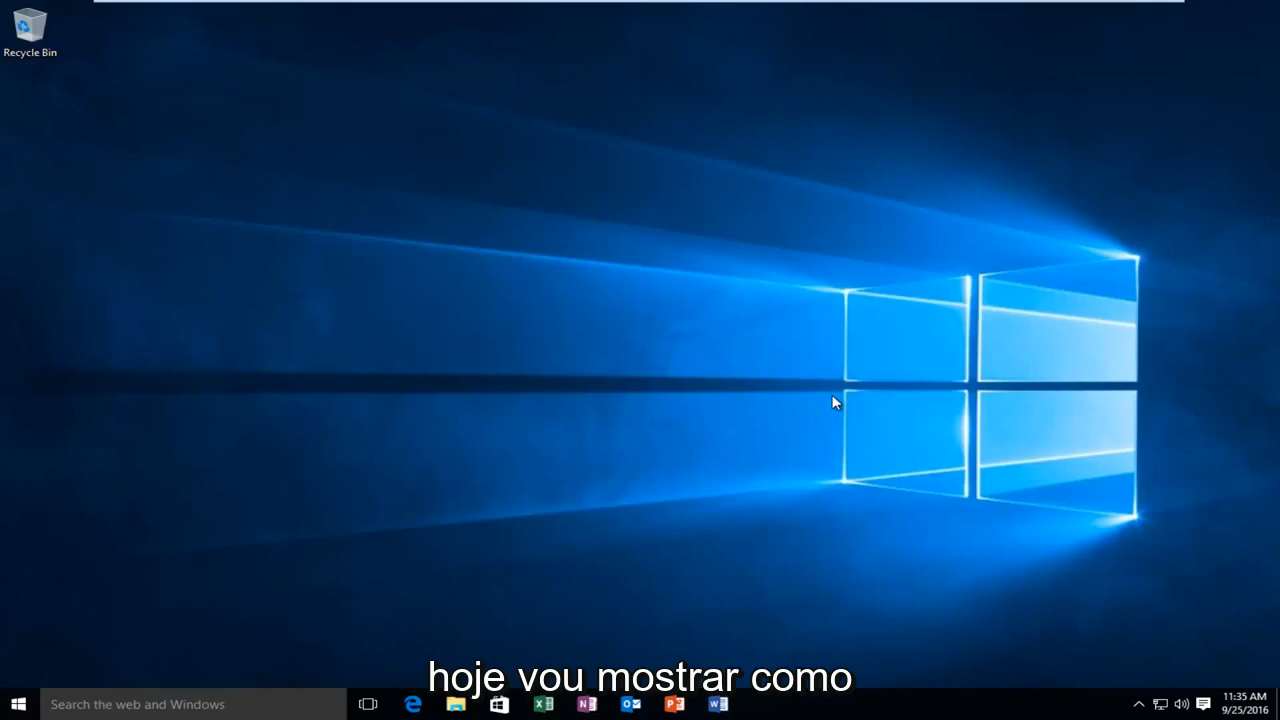 Recycle Bin
hoje vou mostrar como
Search the web and Windows
11:35 AM
9/25/2016